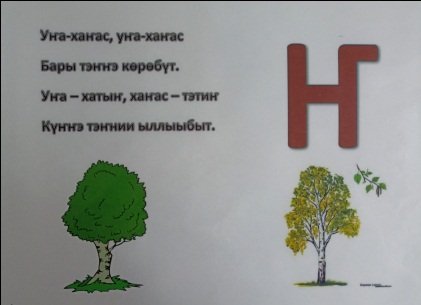 Уҥа-хаҥас, уҥа-хаҥас
Бары тэҥҥэ көрөбүт.
Уҥа – хатыҥ, хаҥас – тэтиҥ
Күҥҥэ тэҥнии ыллыыбыт.
Ҥ